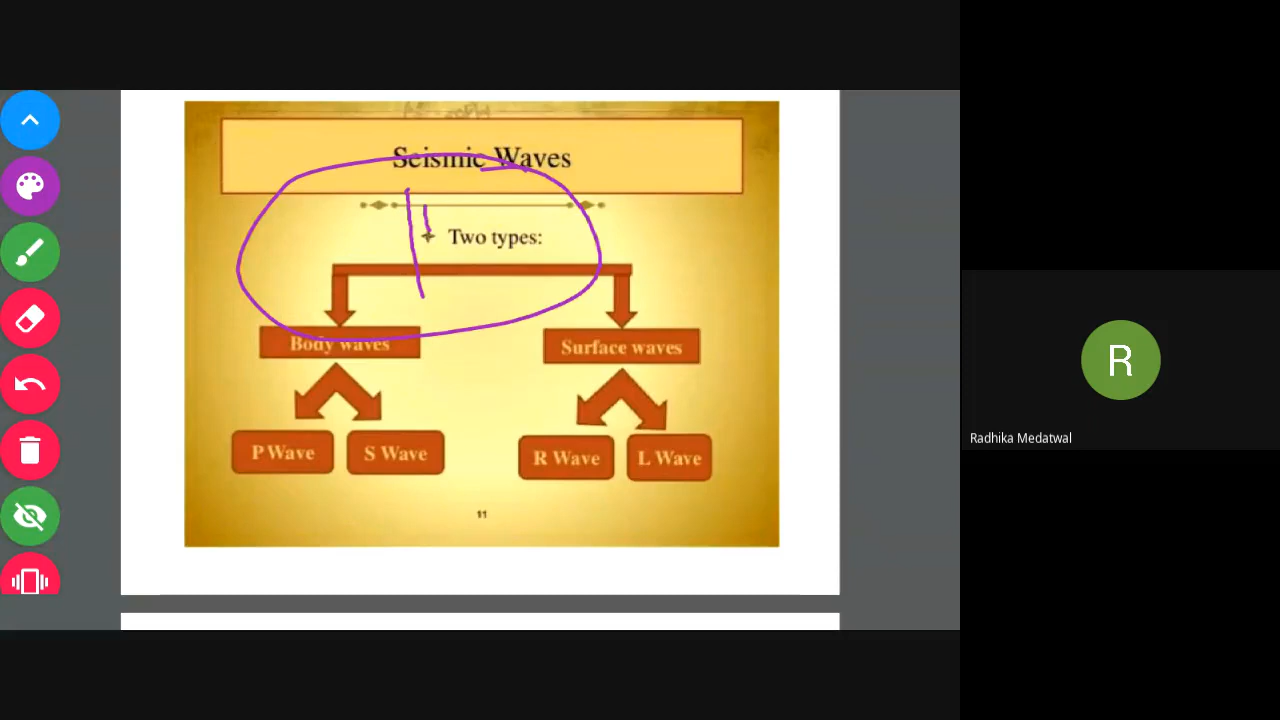 Seismic Waves
Two types:
Body waves
Surface waves
P Wave
S Wave
R Wave
L Wave
11
R
Radhika Medatwal